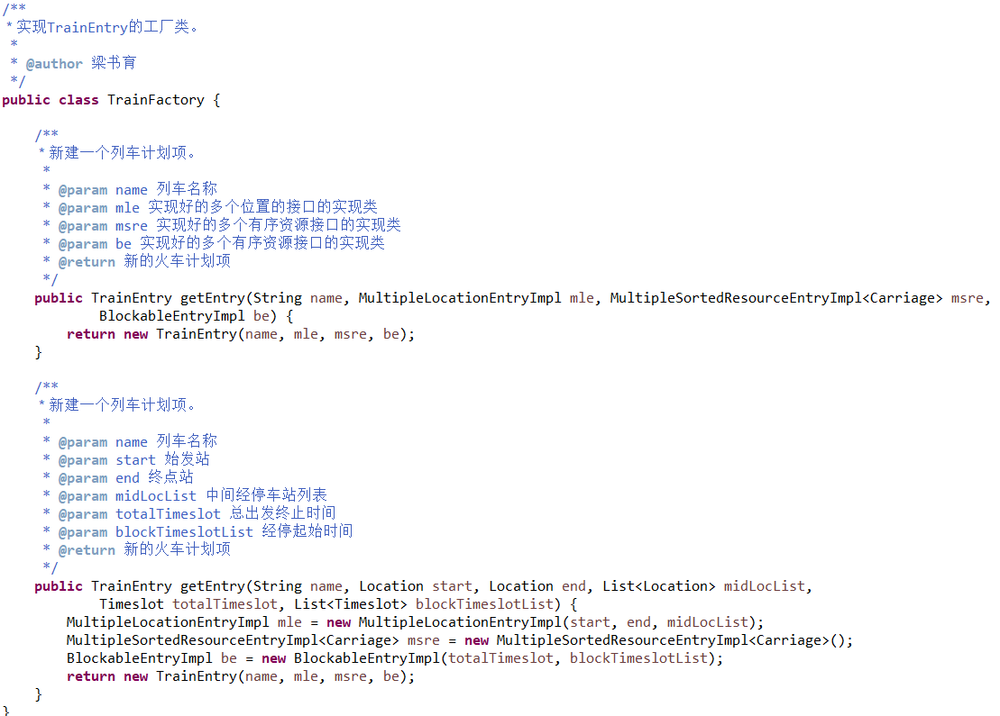 /**
 * 实现TrainEntry的工厂类。
 *
 * @author 梁书育
 */
public class TrainFactory {

    /**
     * 新建一个列车计划项。
     *
     * @param name 列车名称
     * @param mle 实现好的多个位置的接口的实现类
     * @param msre 实现好的多个有序资源接口的实现类
     * @param be 实现好的多个有序资源接口的实现类
     * @return 新的火车计划项
     */
    public TrainEntry getEntry(String name, MultipleLocationEntryImpl mle, MultipleSortedResourceEntryImpl<Carriage> msre,
            BlockableEntryImpl be) {
        return new TrainEntry(name, mle, msre, be);
    }

    /**
     * 新建一个列车计划项。
     *
     * @param name 列车名称
     * @param start 始发站
     * @param end 终点站
     * @param midLocList 中间经停车站列表
     * @param totalTimeslot 总出发终止时间
     * @param blockTimeslotList 经停起始时间
     * @return 新的火车计划项
     */
    public TrainEntry getEntry(String name, Location start, Location end, List<Location> midLocList,
            Timeslot totalTimeslot, List<Timeslot> blockTimeslotList) {
        MultipleLocationEntryImpl mle = new MultipleLocationEntryImpl(start, end, midLocList);
        MultipleSortedResourceEntryImpl<Carriage> msre = new MultipleSortedResourceEntryImpl<Carriage>();
        BlockableEntryImpl be = new BlockableEntryImpl(totalTimeslot, blockTimeslotList);
        return new TrainEntry(name, mle, msre, be);
    }
}